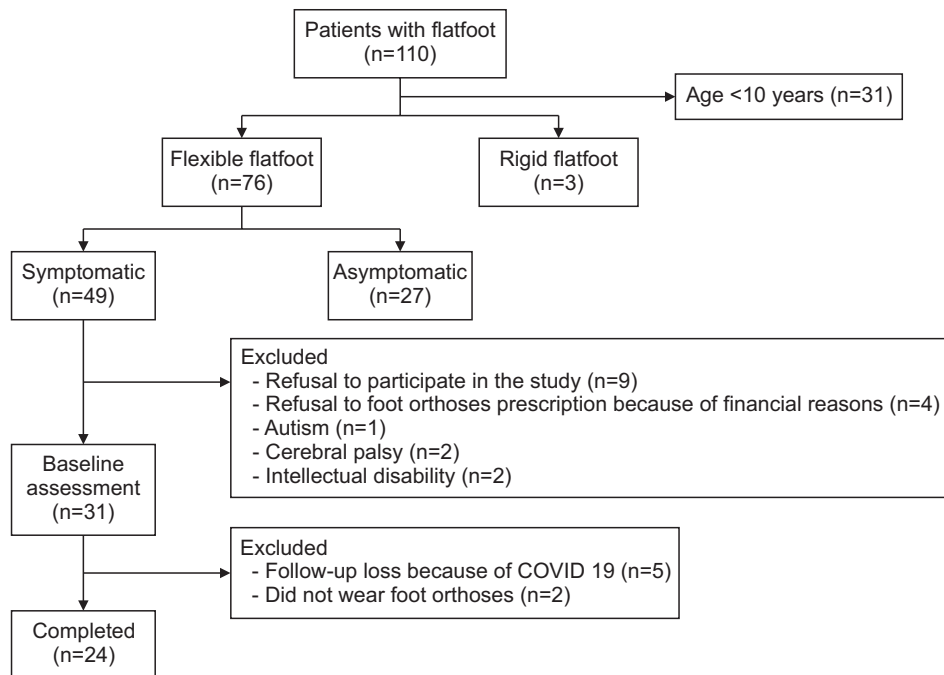 Patients with flatfoot
(n=110)
Age <10 years (n=31)
Flexible flatfoot
(n=76)
Rigid flatfoot
(n=3)
Symptomatic
(n=49)
Asymptomatic
(n=27)
Excluded
- Refusal to participate in the study (n=9)
- Refusal to foot orthoses prescription because of financial reasons (n=4)
- Autism (n=1)
- Cerebral palsy (n=2)
- Intellectual disability (n=2)
Baseline
assessment
(n=31)
Excluded
- Follow-up loss because of COVID 19 (n=5)
- Did not wear foot orthoses (n=2)
Completed
(n=24)